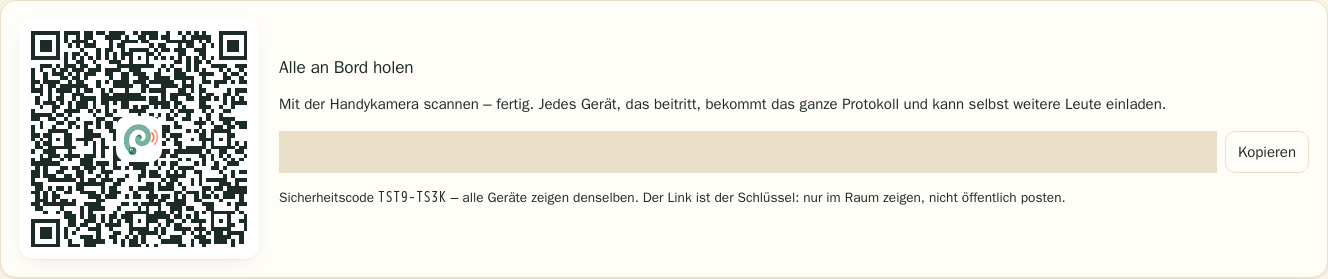 Alle an Bord holen
Mit der Handykamera scannen – fertig. Jedes Gerät, das beitritt, bekommt das ganze Protokoll und kann selbst weitere Leute einladen.
Kopieren
Sicherheitscode TST9-TS3K – alle Geräte zeigen denselben. Der Link ist der Schlüssel: nur im Raum zeigen, nicht öffentlich posten.